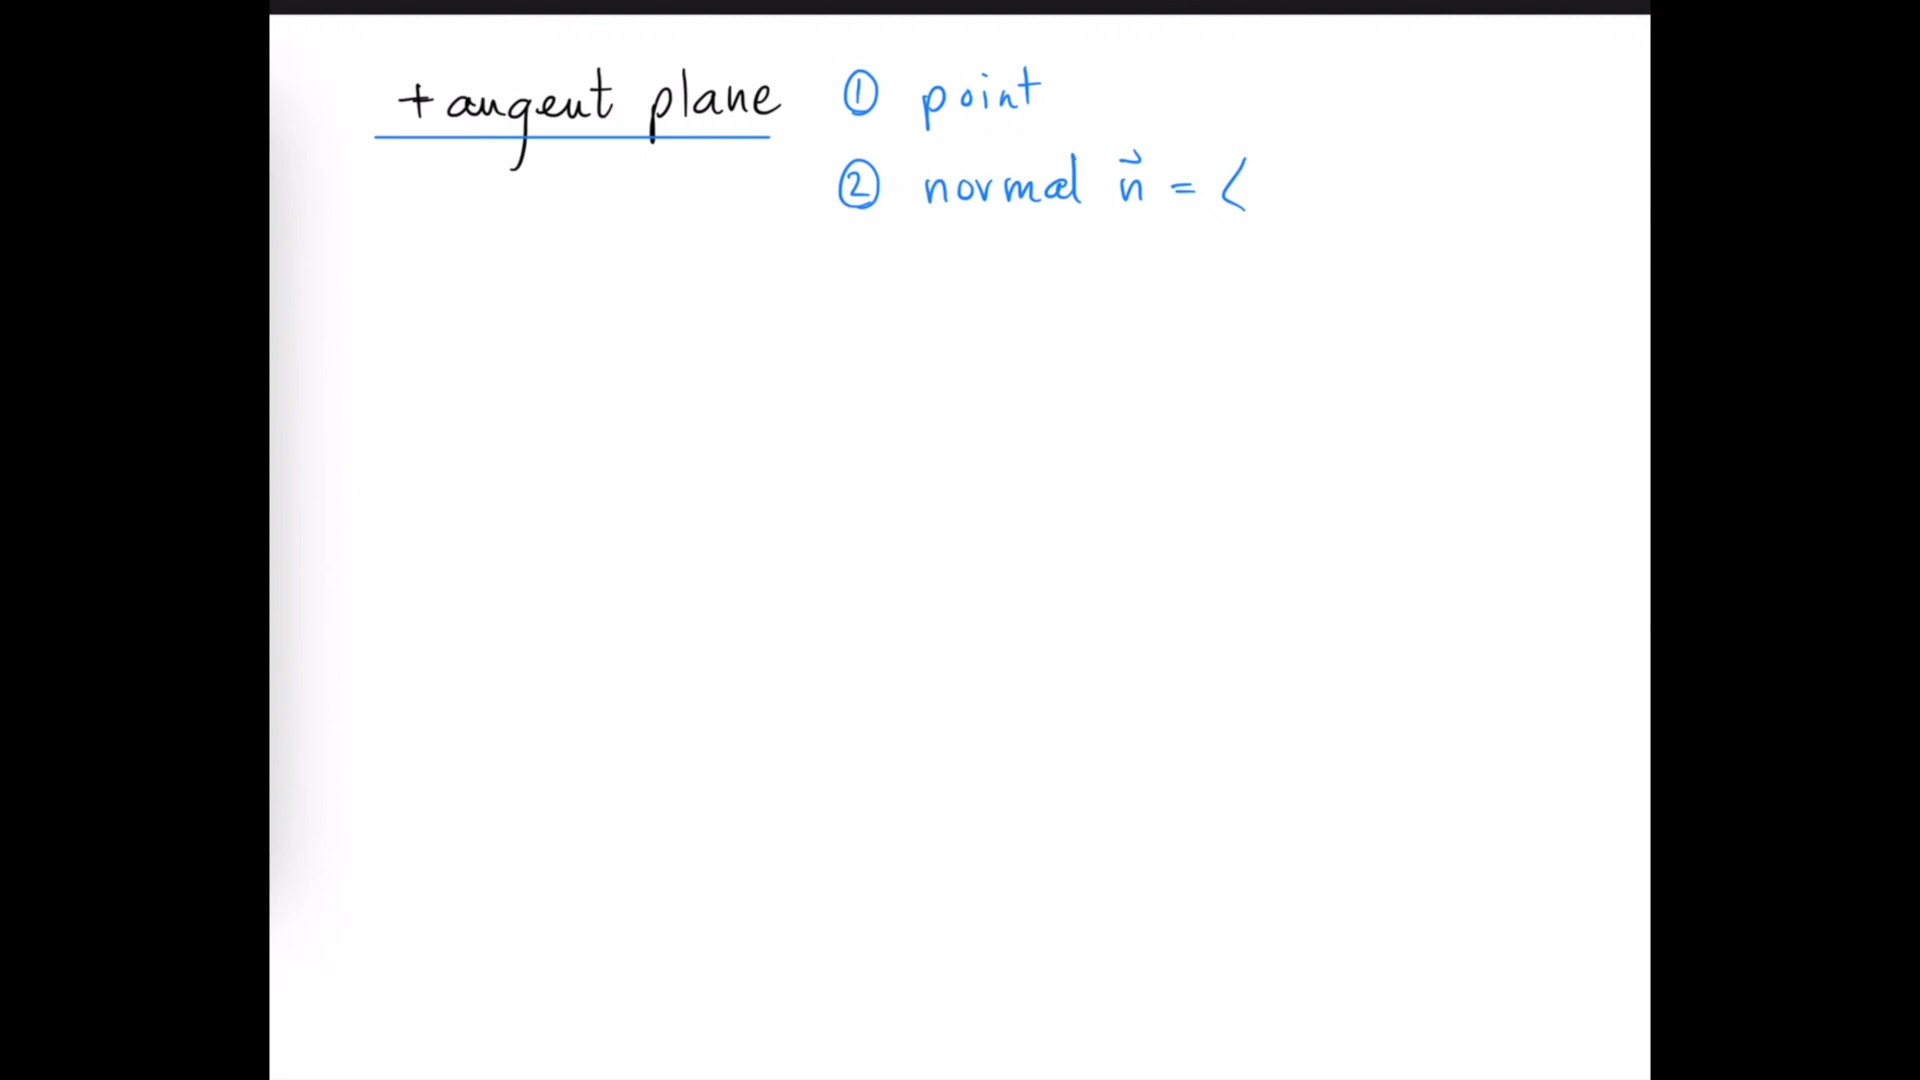 tangent plane ① point
② normal n⃗ = ⟨